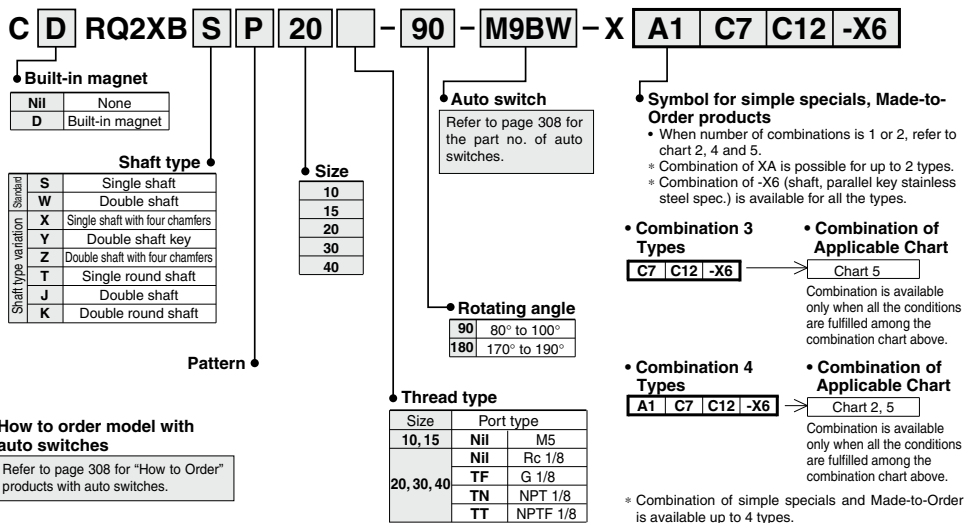 C D RQ2XB S P 20 – 90 – M9BW – X A1 C7 C12 -X6
Built-in magnet
Nil None
D Built-in magnet
Shaft type
Standard
S Single shaft
W Double shaft
Shaft type variation
X Single shaft with four chamfers
Y Double shaft key
Z Double shaft with four chamfers
T Single round shaft
J Double shaft
K Double round shaft
Pattern
How to order model with
auto switches
Refer to page 308 for “How to Order”
products with auto switches.
Size
10
15
20
30
40
Auto switch
Refer to page 308 for
the part no. of auto
switches.
Rotating angle
90 80° to 100°
180 170° to 190°
Thread type
Size Port type
10, 15 Nil M5
20, 30, 40
Nil Rc 1/8
TF G 1/8
TN NPT 1/8
TT NPTF 1/8
Symbol for simple specials, Made-to-
Order products
• When number of combinations is 1 or 2, refer to
chart 2, 4 and 5.
∗ Combination of XA is possible for up to 2 types.
∗ Combination of -X6 (shaft, parallel key stainless
steel spec.) is available for all the types.
• Combination 3
Types
C7 C12 -X6
• Combination of
Applicable Chart
Chart 5
Combination is available
only when all the conditions
are fulfilled among the
combination chart above.
• Combination 4
Types
A1 C7 C12 -X6
• Combination of
Applicable Chart
Chart 2, 5
Combination is available
only when all the conditions
are fulfilled among the
combination chart above.
∗ Combination of simple specials and Made-to-Order
is available up to 4 types.